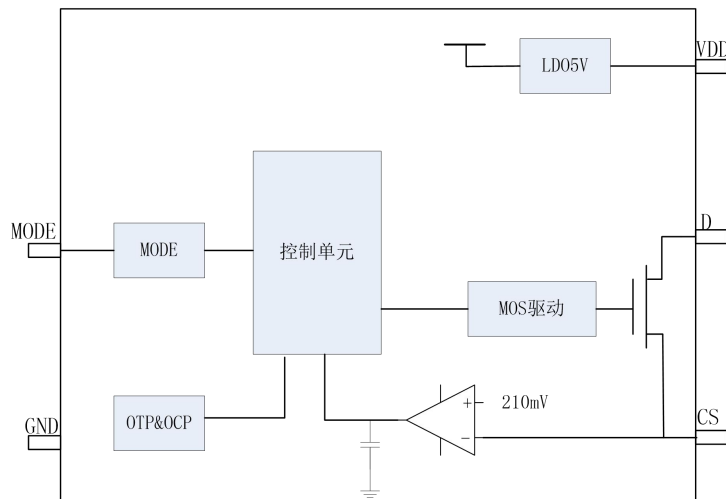 VDD
LDO5V
MODE
MODE
控制单元
D
MOS驱动
GND
OTP&OCP
+
210mV
-
CS